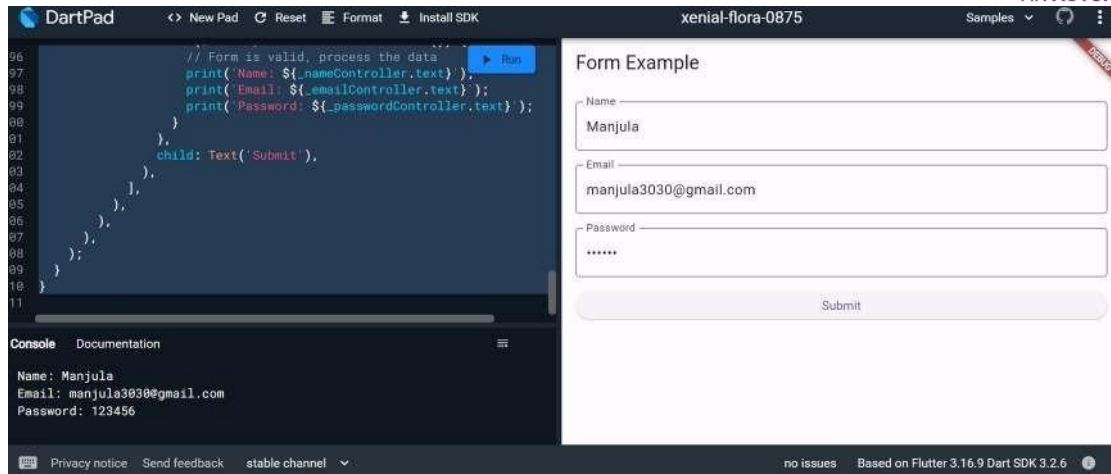 DartPad
<> New Pad
Reset
Format
Install SDK
xenial-flora-0875
Samples
96 // Form is valid, process the data
97 print('Name: ${_nameController.text}');
98 print('Email: ${_emailController.text}');
99 print('Password: ${_passwordController.text}');
00 }
01 },
02 child: Text('Submit'),
03 ),
04 ],
05 ),
06 ),
07 ),
08 );
09 }
10 }
11
Run
Console
Documentation
Name: Manjula
Email: manjula3030@gmail.com
Password: 123456
Form Example
DEBUG
Name
Manjula
Email
manjula3030@gmail.com
Password
••••••
Submit
Privacy notice
Send feedback
stable channel
no issues
Based on Flutter 3.16.9 Dart SDK 3.2.6